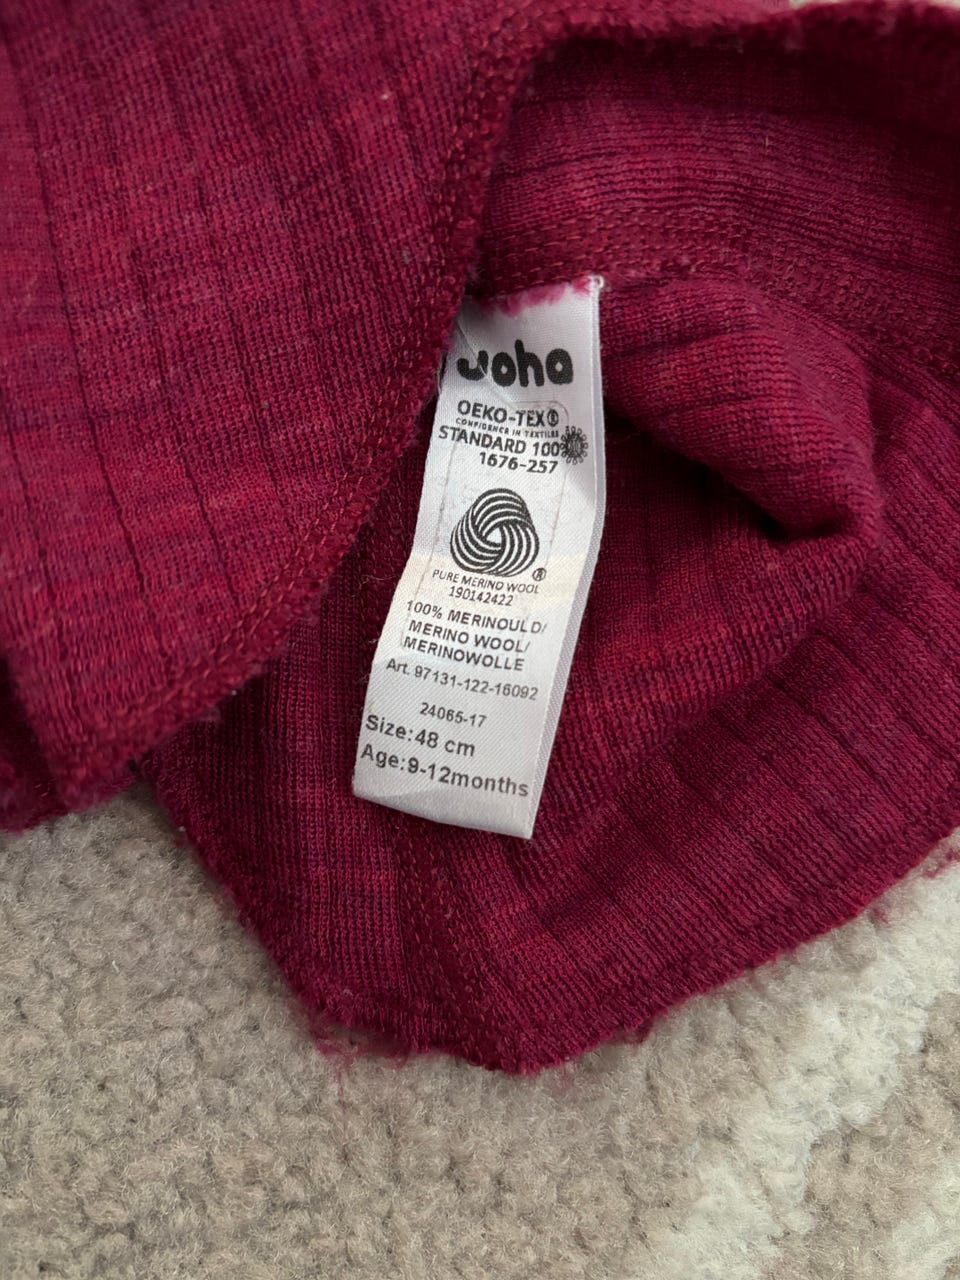 Joha
OEKO-TEX®
CONFIDENCE IN TEXTILES
STANDARD 100
1676-257
PURE MERINO WOOL
190142422
®
100% MERINOULD/
MERINO WOOL/
MERINOWOLLE
Art. 97131-122-16092
24065-17
Size:48 cm
Age:9-12months